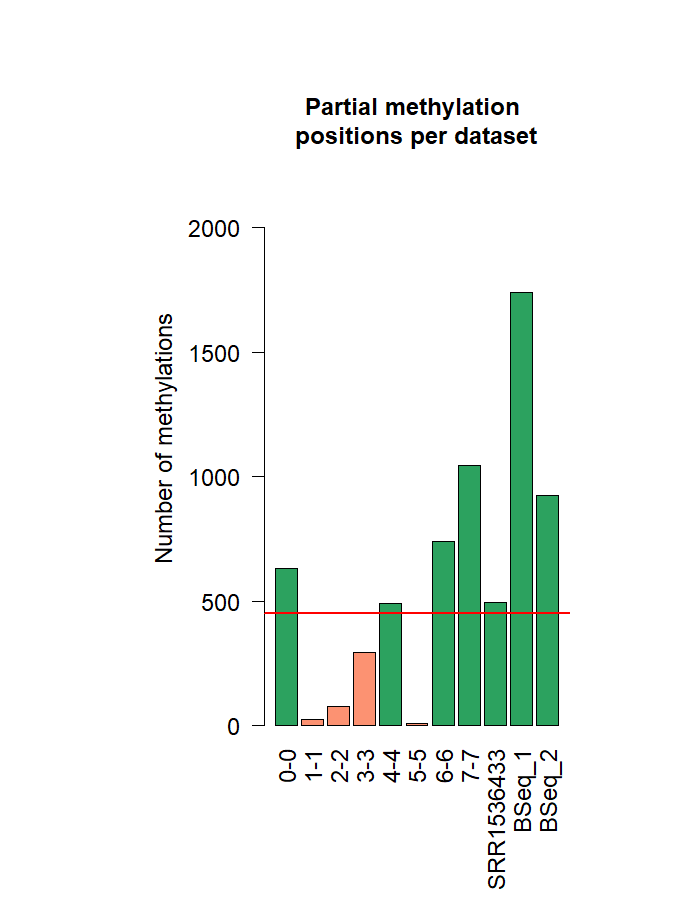 Partial methylation
positions per dataset
Number of methylations
2000
1500
1000
500
0
0-0
1-1
2-2
3-3
4-4
5-5
6-6
7-7
SRR1536433
BSeq_1
BSeq_2